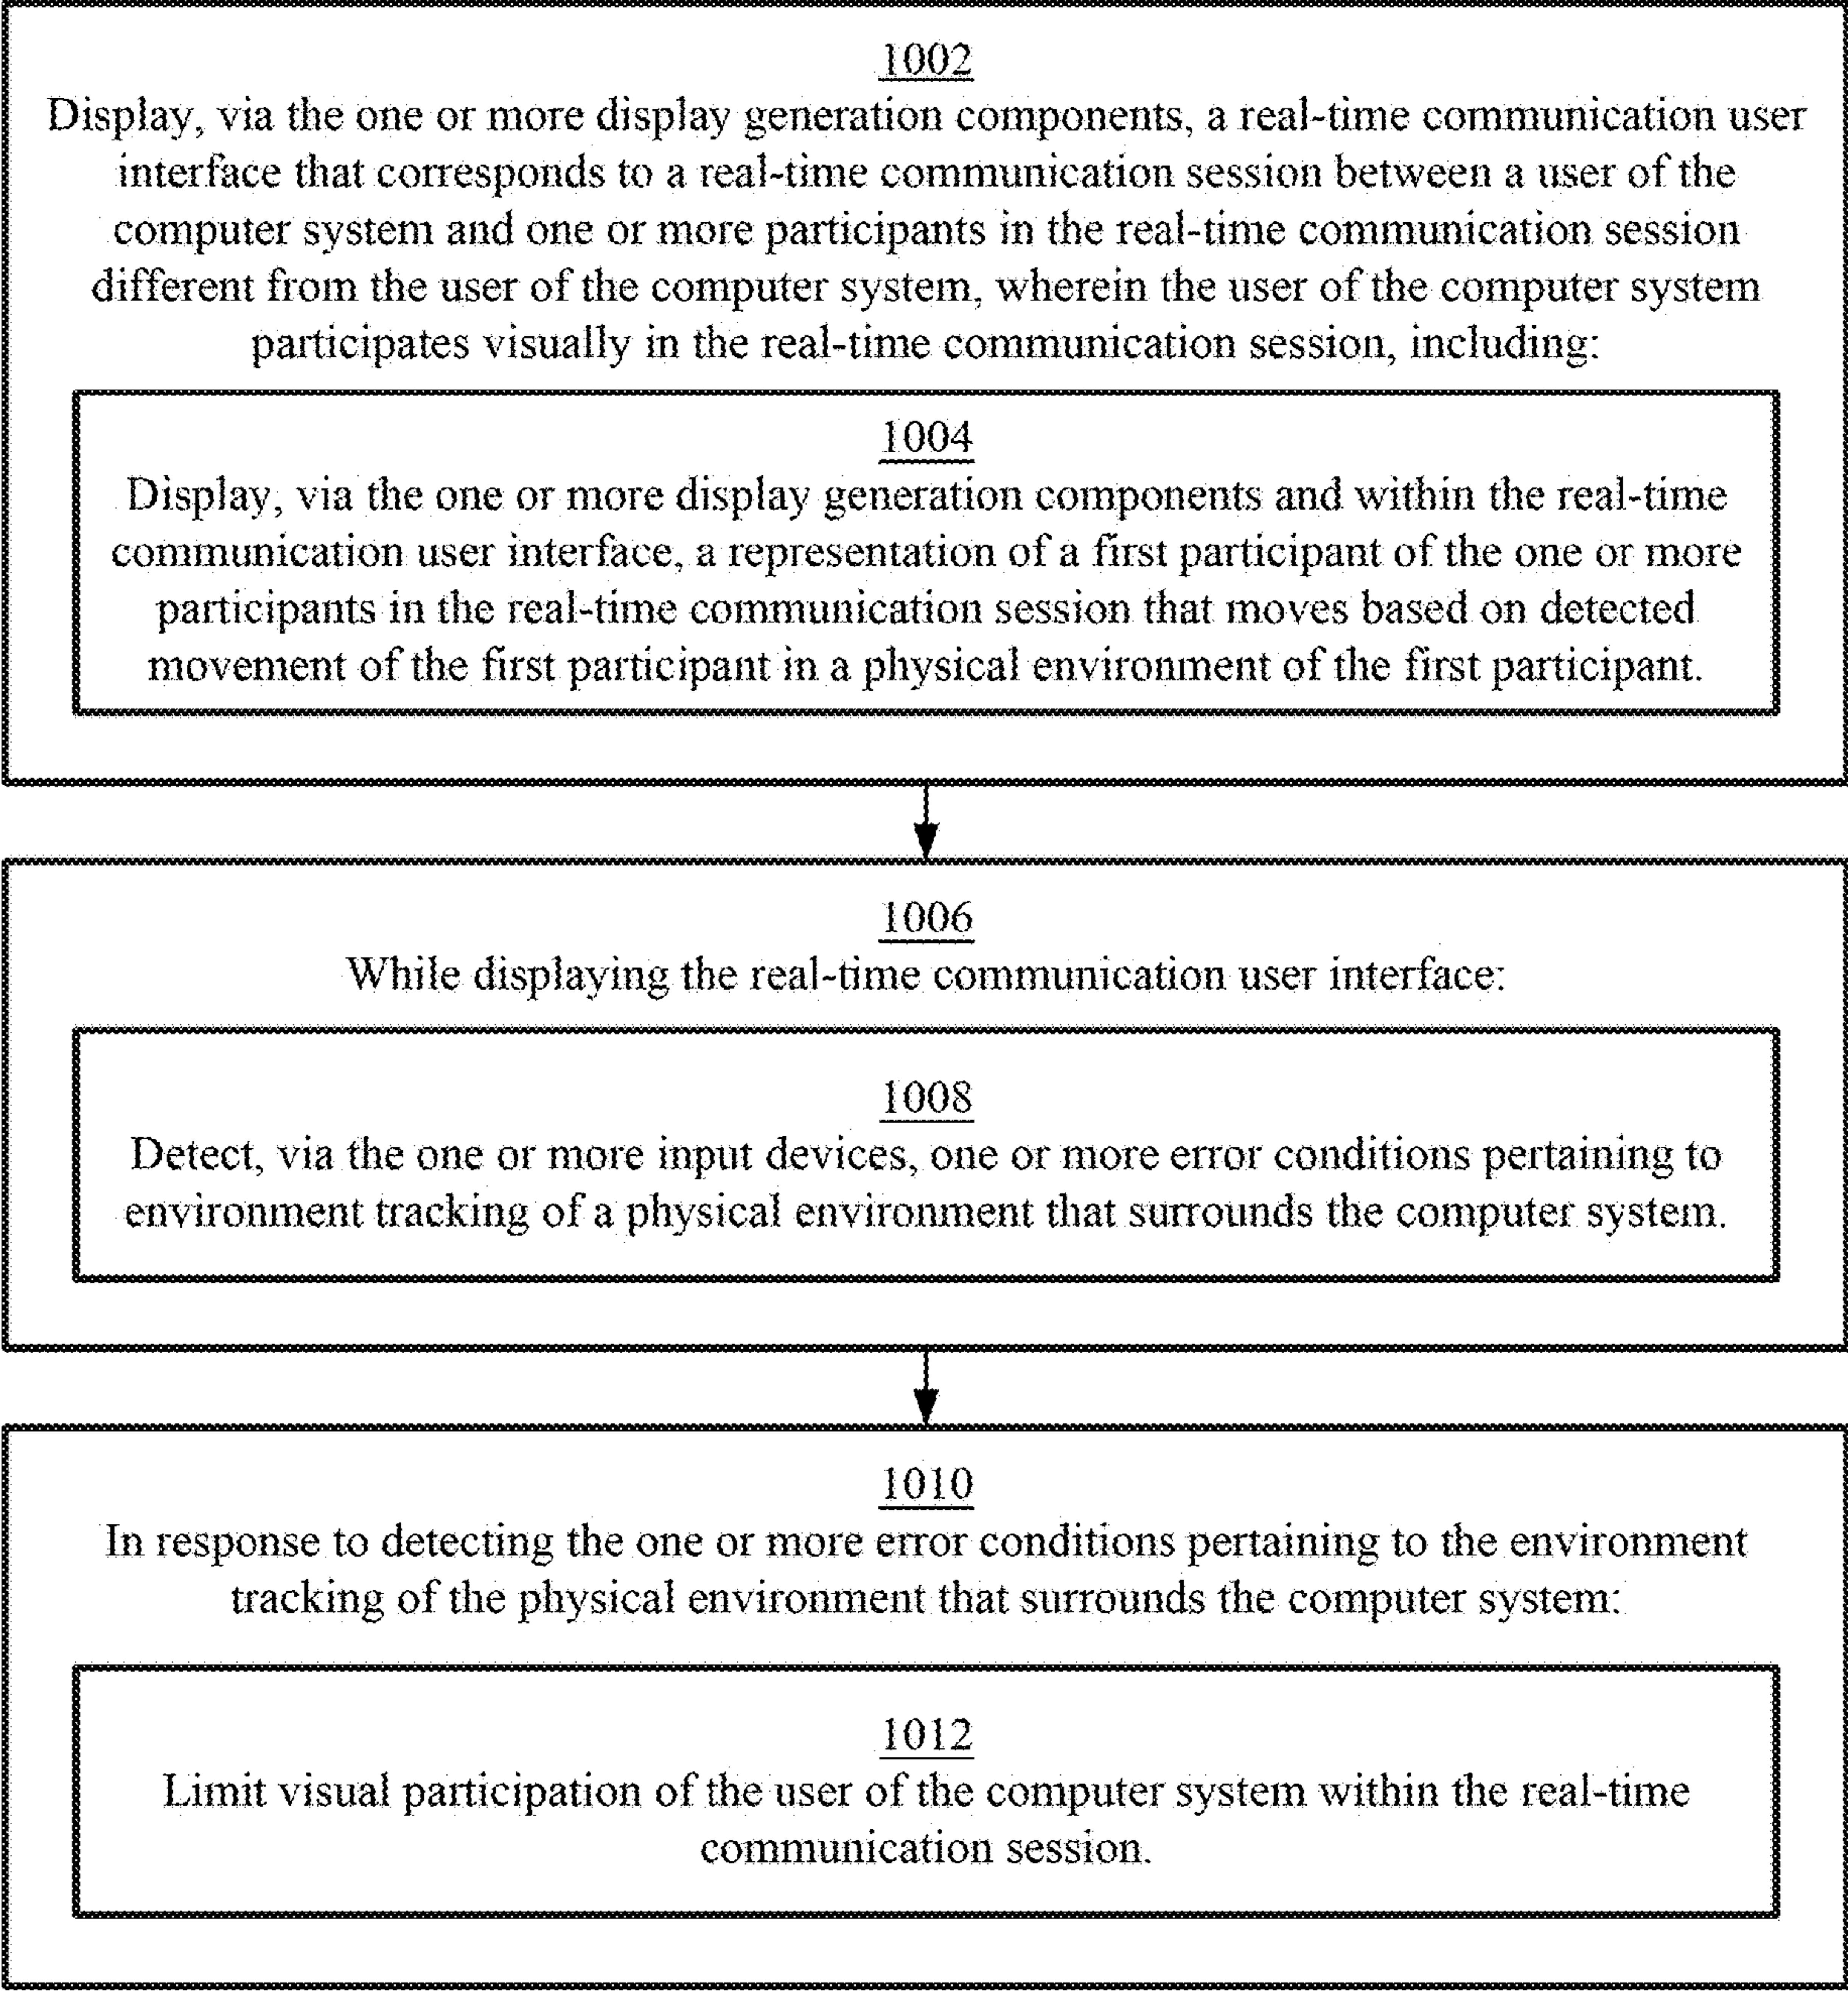 1002
Display, via the one or more display generation components, a real-time communication user
interface that corresponds to a real-time communication session between a user of the
computer system and one or more participants in the real-time communication session
different from the user of the computer system, wherein the user of the computer system
participates visually in the real-time communication session, including:
1004
Display, via the one or more display generation components and within the real-time
communication user interface, a representation of a first participant of the one or more
participants in the real-time communication session that moves based on detected
movement of the first participant in a physical environment of the first participant.
1006
While displaying the real-time communication user interface:
1008
Detect, via the one or more input devices, one or more error conditions pertaining to
environment tracking of a physical environment that surrounds the computer system.
1010
In response to detecting the one or more error conditions pertaining to the environment
tracking of the physical environment that surrounds the computer system:
1012
Limit visual participation of the user of the computer system within the real-time
communication session.